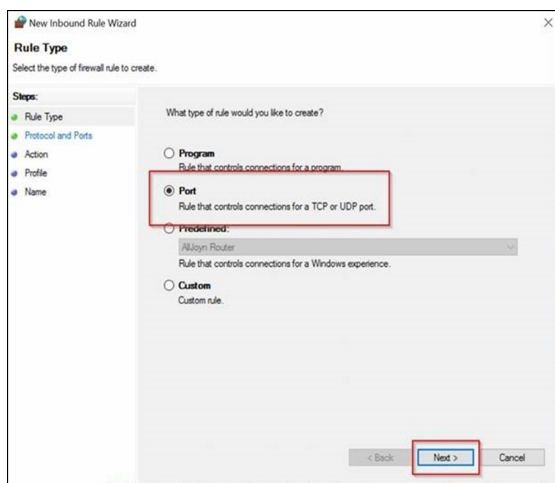 New Inbound Rule Wizard
Rule Type
Select the type of firewall rule to create.
Steps:
Rule Type
Protocol and Ports
Action
Profile
Name
What type of rule would you like to create?
Program
Rule that controls connections for a program.
Port
Rule that controls connections for a TCP or UDP port.
Predefined:
AllJoyn Router
Rule that controls connections for a Windows experience.
Custom
Custom rule.
< Back
Next >
Cancel